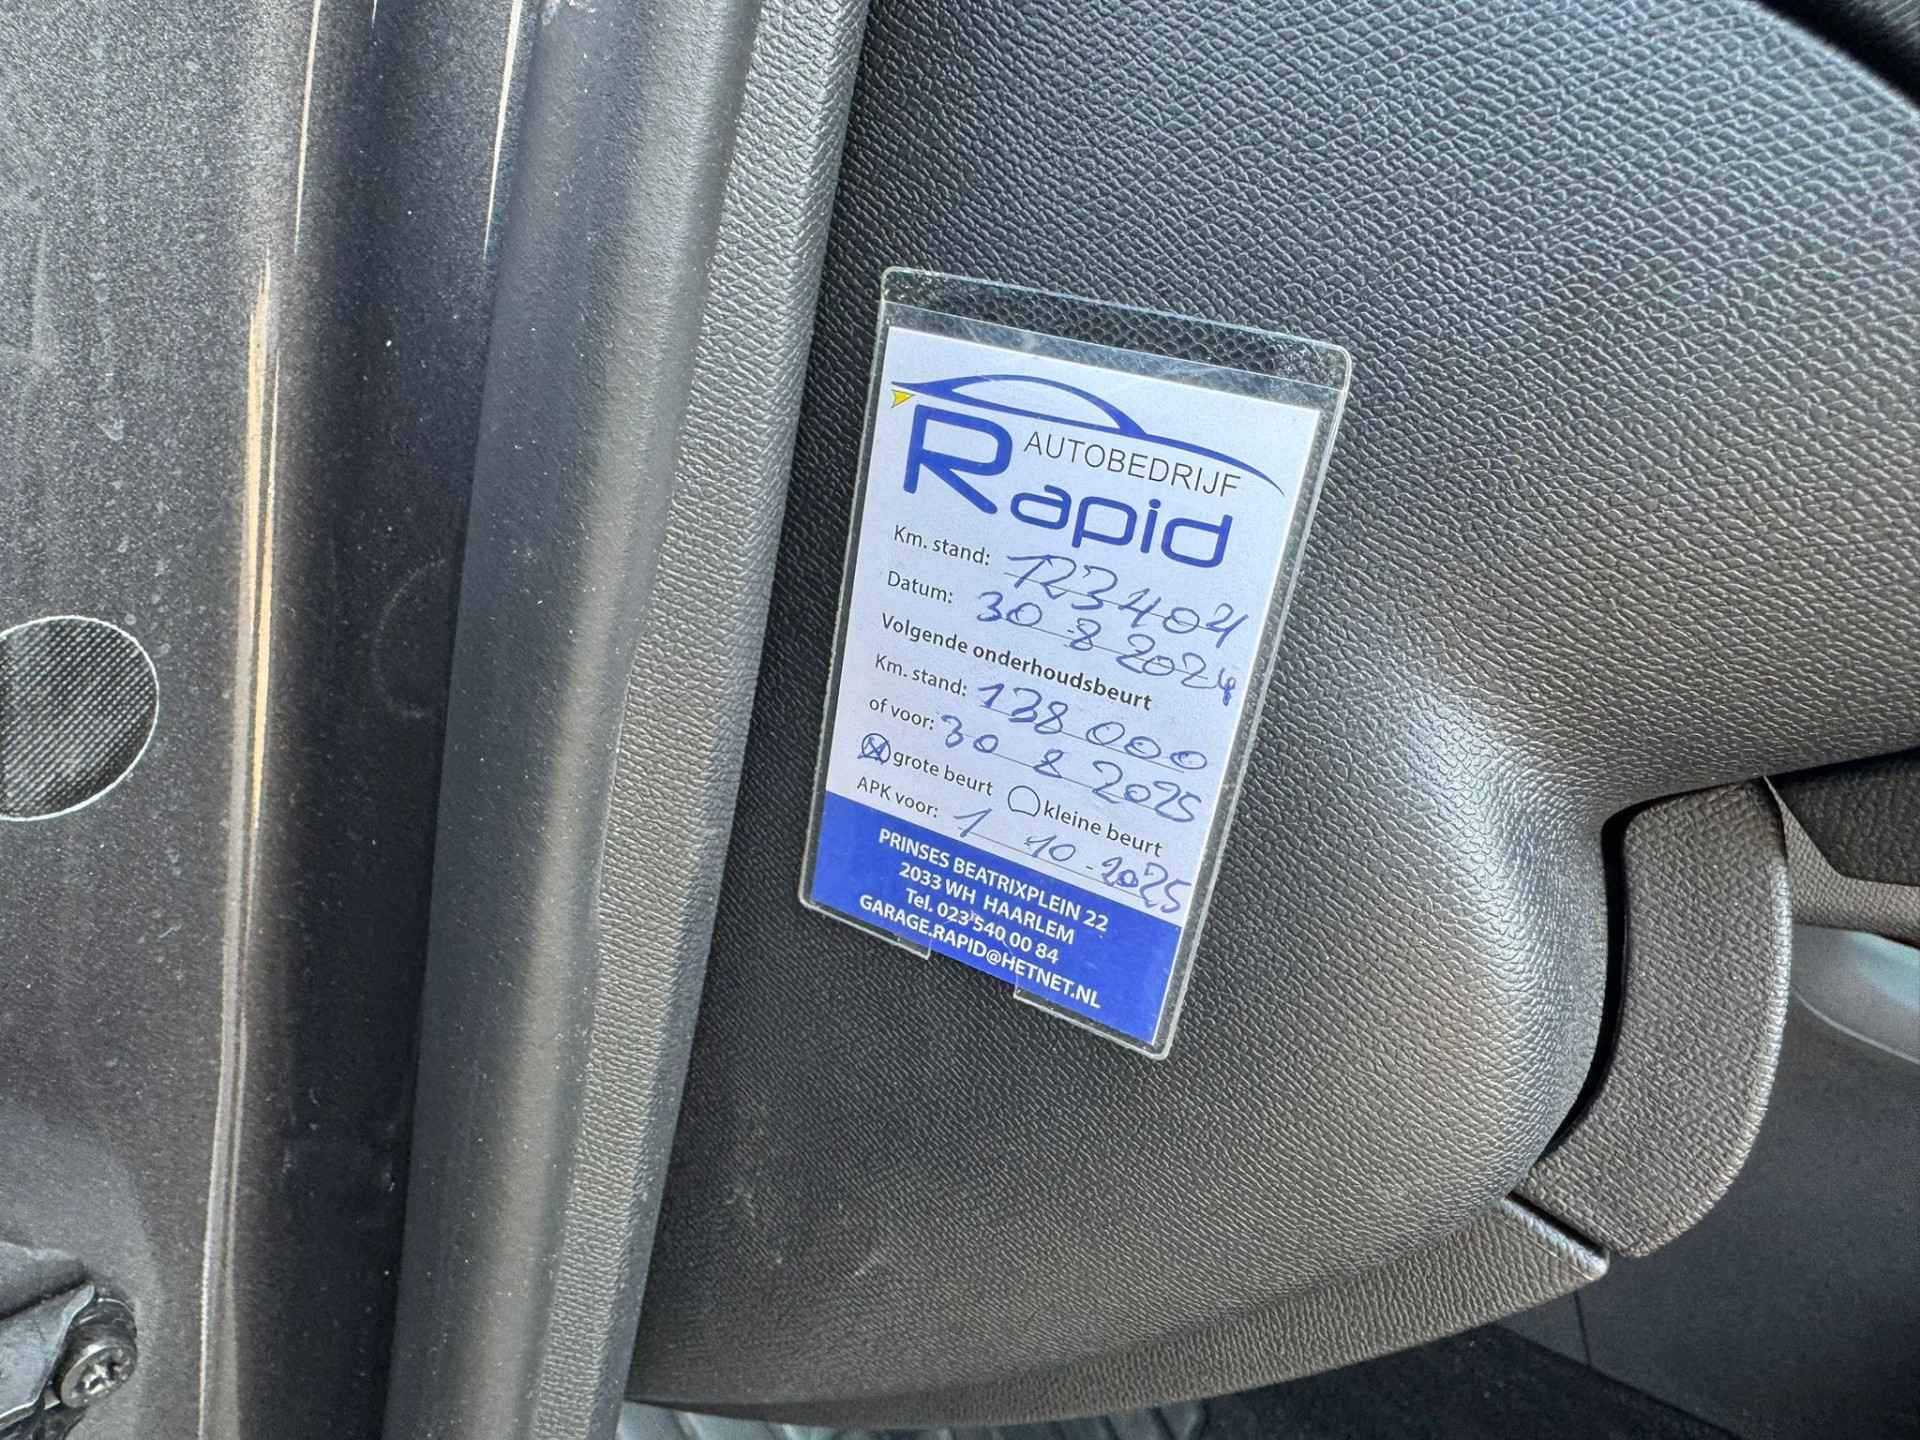 AUTOBEDRIJF
Rapid
Km. stand: 123404
Datum: 30-8-2024
Volgende onderhoudsbeurt
Km. stand: 138000
of voor: 30 8 2025
grote beurt kleine beurt
APK voor: 1-10-2025
PRINSES BEATRIXPLEIN 22
2033 WH HAARLEM
Tel. 023 540 00 84
GARAGE.RAPID@HETNET.NL